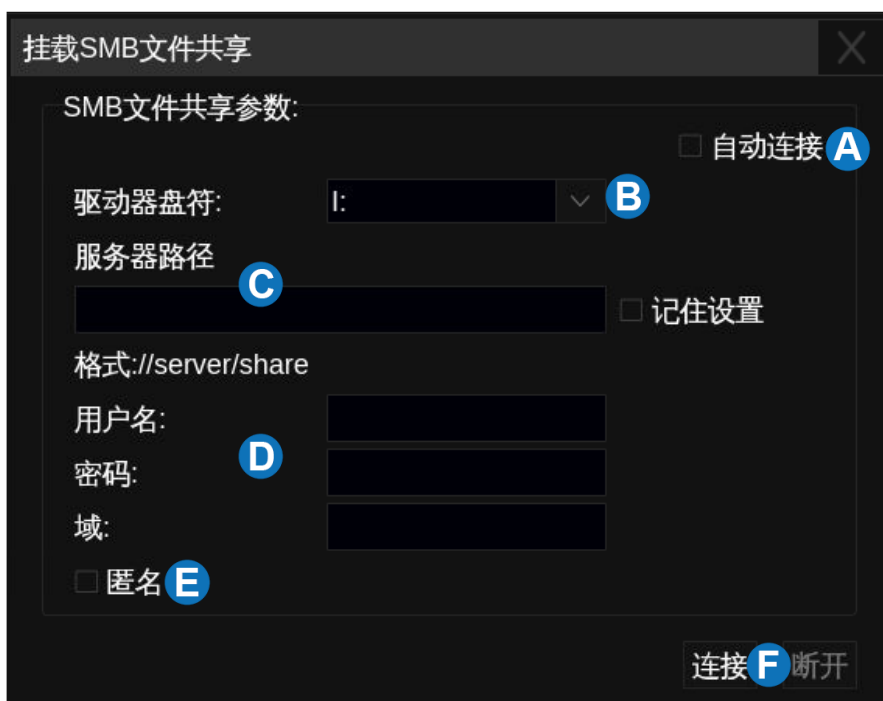 挂载SMB文件共享
SMB文件共享参数:
自动连接 A
驱动器盘符: I: B
服务器路径
C
记住设置
格式://server/share
用户名:
D
密码:
域:
匿名 E
连接 F 断开